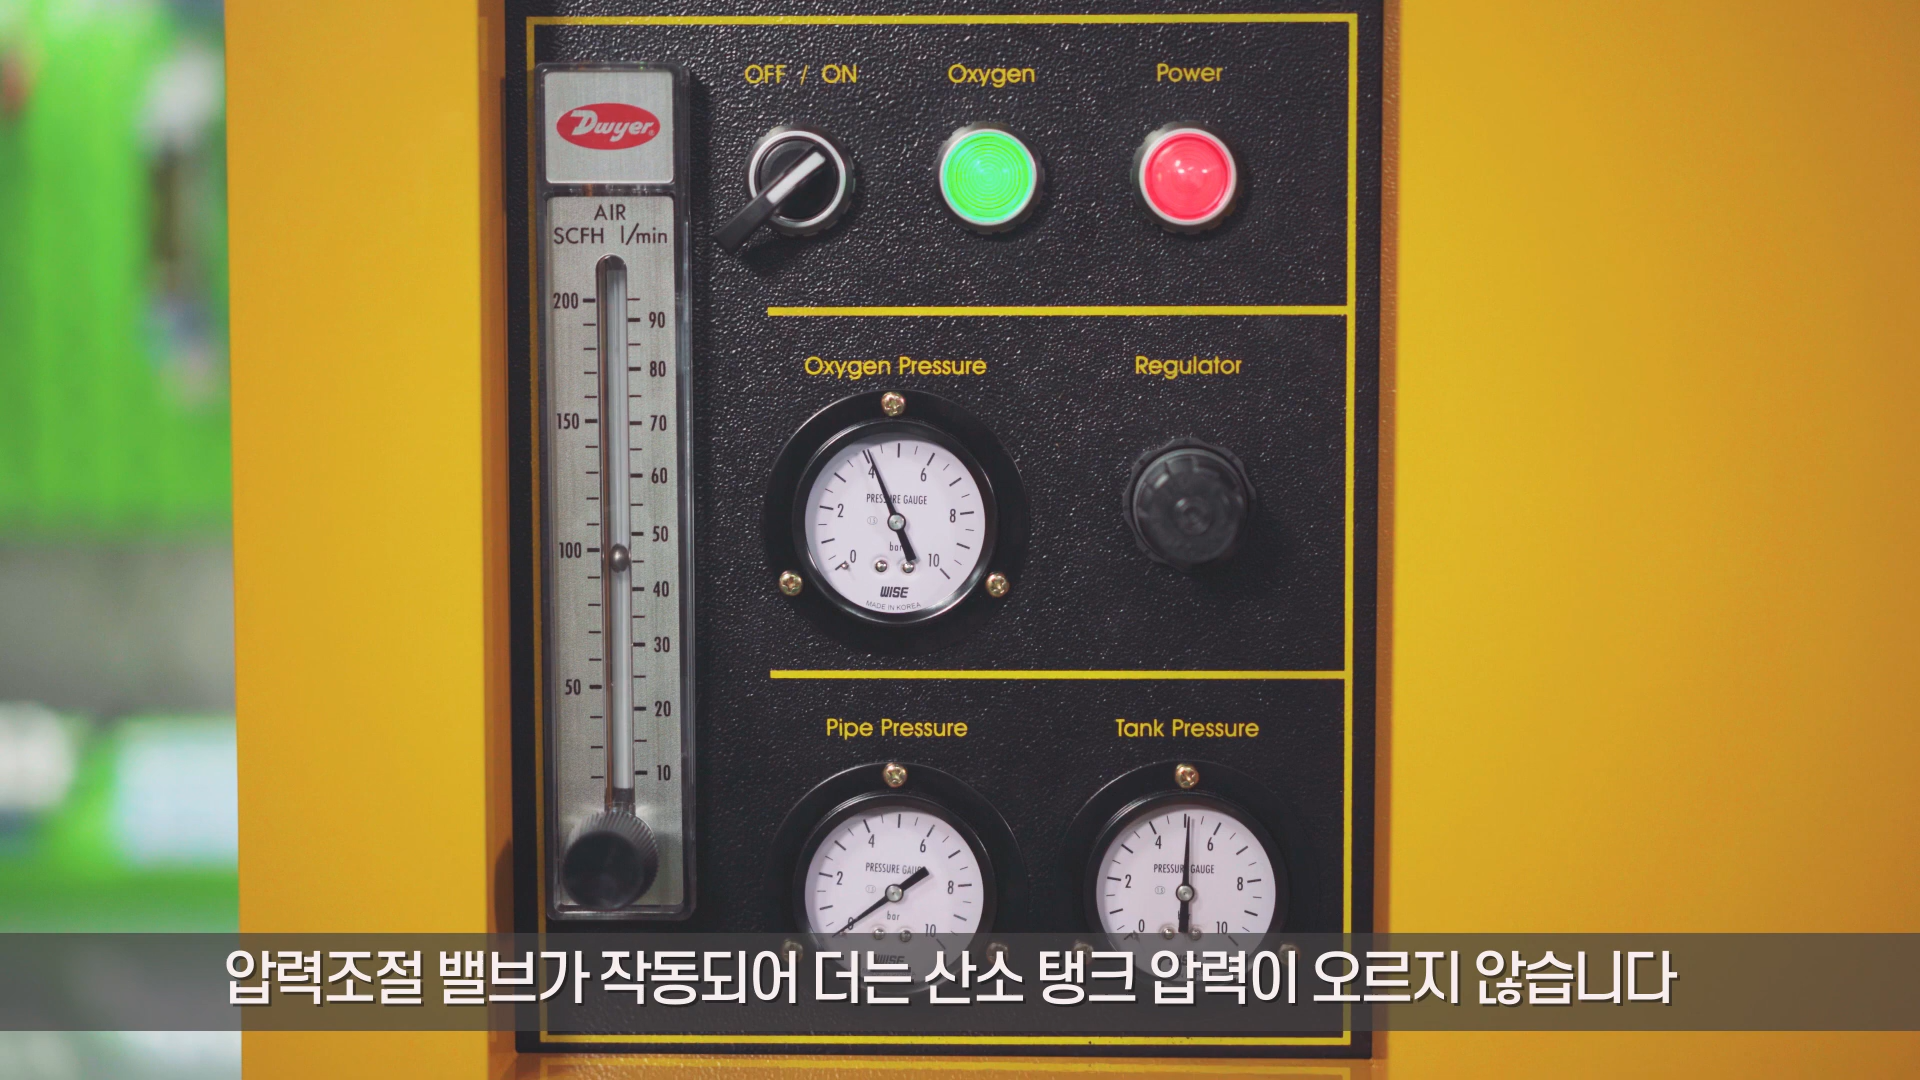 OFF / ON
Oxygen
Power
Dwyer
AIR
SCFH l/min
200
90
80
150
70
60
50
100
40
30
50
20
10
Oxygen Pressure
Regulator
4
6
PRESSURE GAUGE
2
8
bar
0
10
WISE
MADE IN KOREA
Pipe Pressure
Tank Pressure
4
6
PRESSURE GAUGE
2
8
bar
0
10
WISE
4
6
PRESSURE GAUGE
2
8
0
10
압력조절 밸브가 작동되어 더는 산소 탱크 압력이 오르지 않습니다